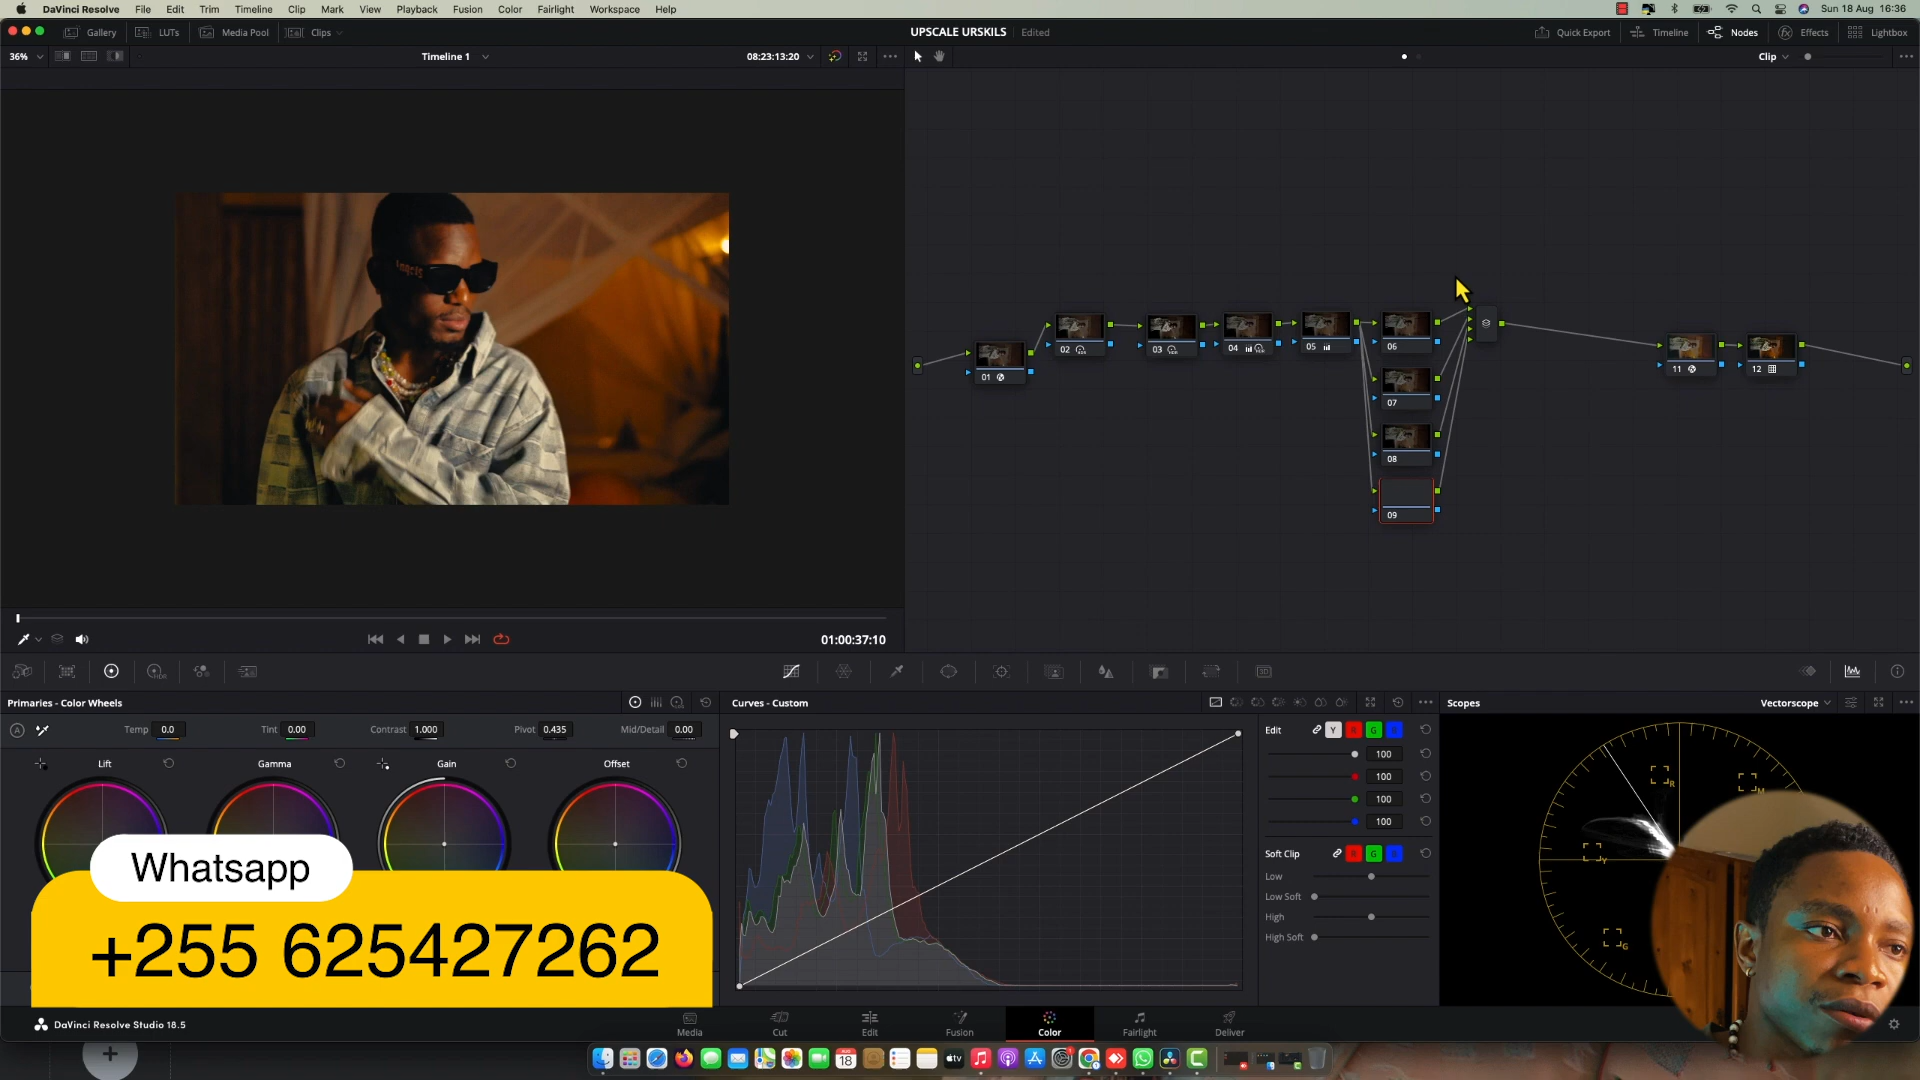 DaVinci Resolve File Edit Trim Timeline Clip Mark View Playback Fusion Color Fairlight Workspace Help Sun 18 Aug 16:36
Gallery LUTs Media Pool Clips UPSCALE URSKILS Edited Quick Export Timeline Nodes Effects Lightbox
36% Timeline 1 08:23:13:20 Clip
01
02
03
04
05
06
07
08
09
11
12
01:00:37:10
Primaries - Color Wheels
Temp 0.0 Tint 0.00 Contrast 1.000 Pivot 0.435 Mid/Detail 0.00
Lift Gamma Gain Offset
Curves - Custom
Edit Y R G B
100
100
100
100
Soft Clip R G B
Low
Low Soft
High
High Soft
Scopes Vectorscope
R
Y
G
Whatsapp
+255 625427262
DaVinci Resolve Studio 18.5
Media Cut Edit Fusion Color Fairlight Deliver